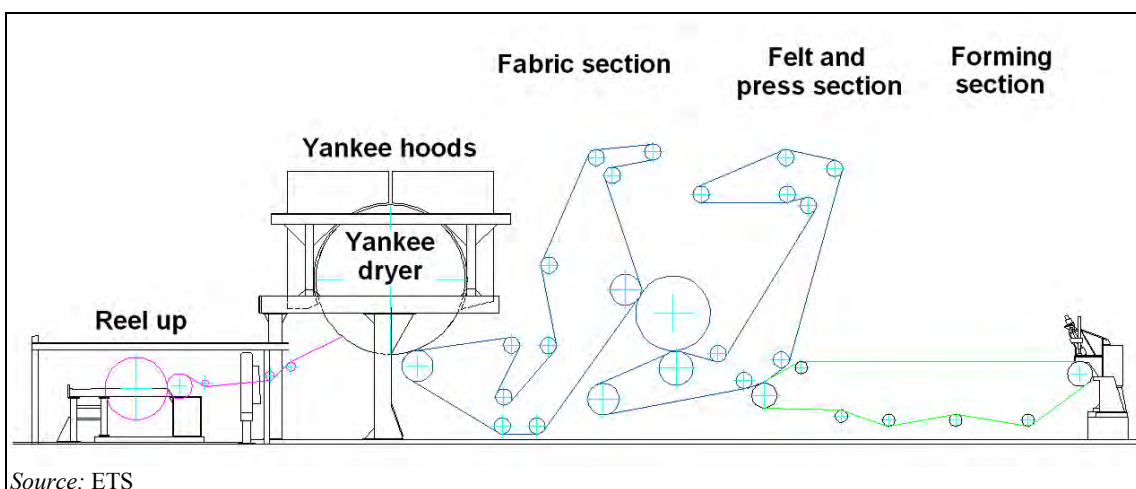 Fabric section
Felt and
press section
Forming
section
Yankee hoods
Yankee
dryer
Reel up
Source: ETS